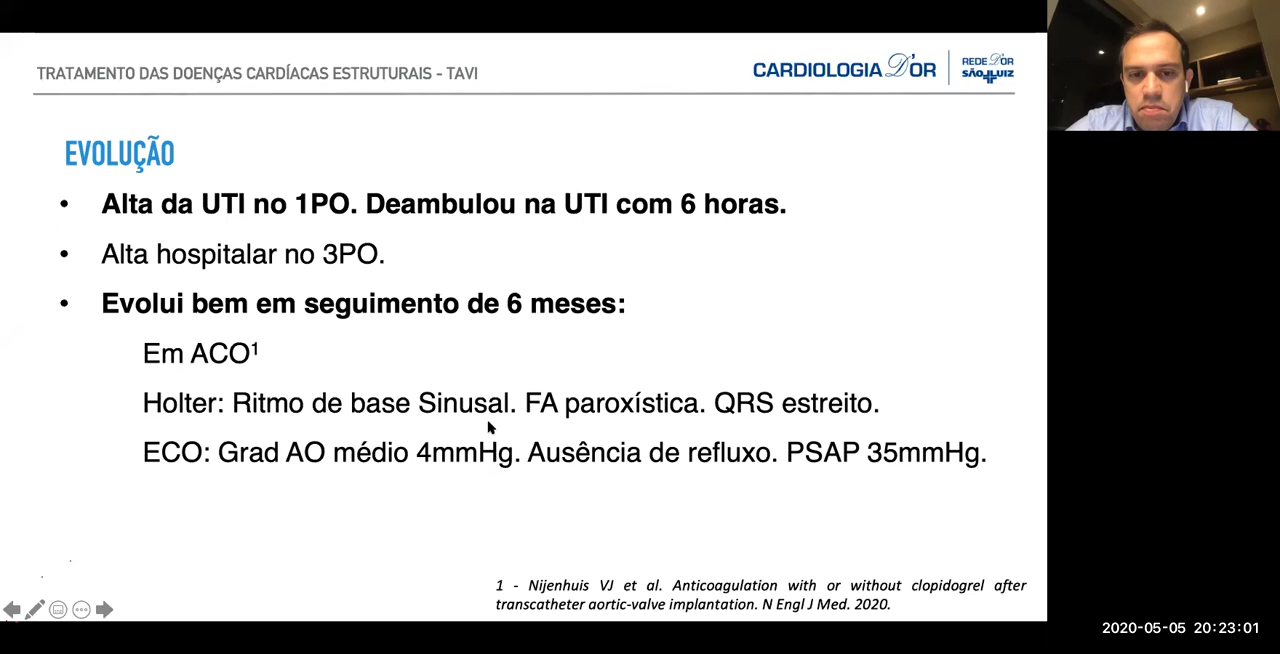 TRATAMENTO DAS DOENÇAS CARDÍACAS ESTRUTURAIS - TAVI
CARDIOLOGIA D'OR
REDE D'OR
SÃO LUIZ
EVOLUÇÃO
• Alta da UTI no 1PO. Deambulou na UTI com 6 horas.
• Alta hospitalar no 3PO.
• Evolui bem em seguimento de 6 meses:
Em ACO¹
Holter: Ritmo de base Sinusal. FA paroxística. QRS estreito.
ECO: Grad AO médio 4mmHg. Ausência de refluxo. PSAP 35mmHg.
1 - Nijenhuis VJ et al. Anticoagulation with or without clopidogrel after
transcatheter aortic-valve implantation. N Engl J Med. 2020.
2020-05-05 20:23:01